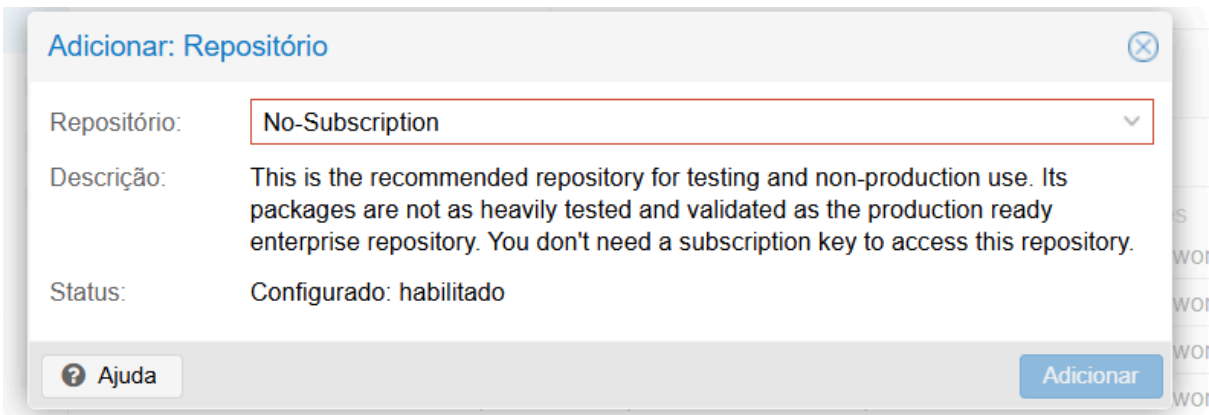 Adicionar: Repositório
Repositório: No-Subscription
Descrição: This is the recommended repository for testing and non-production use. Its
packages are not as heavily tested and validated as the production ready
enterprise repository. You don't need a subscription key to access this repository.
Status: Configurado: habilitado
Ajuda
Adicionar